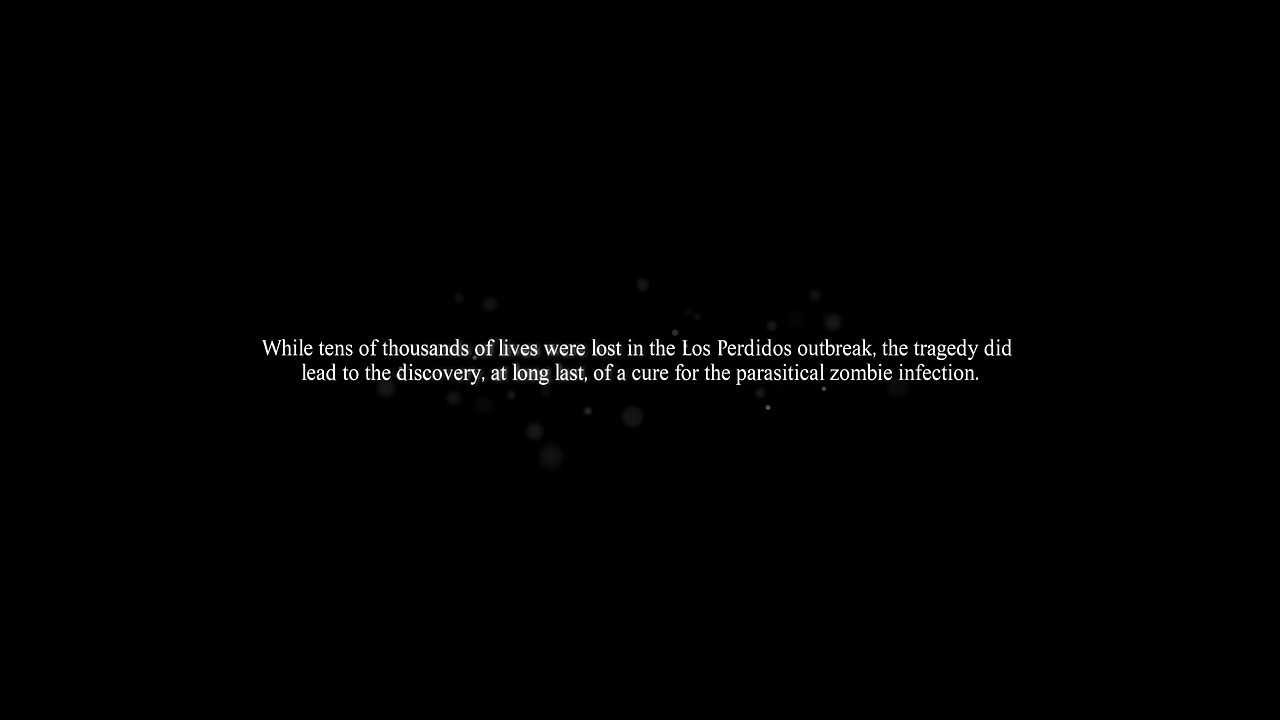 While tens of thousands of lives were lost in the Los Perdidos outbreak, the tragedy did
lead to the discovery, at long last, of a cure for the parasitical zombie infection.